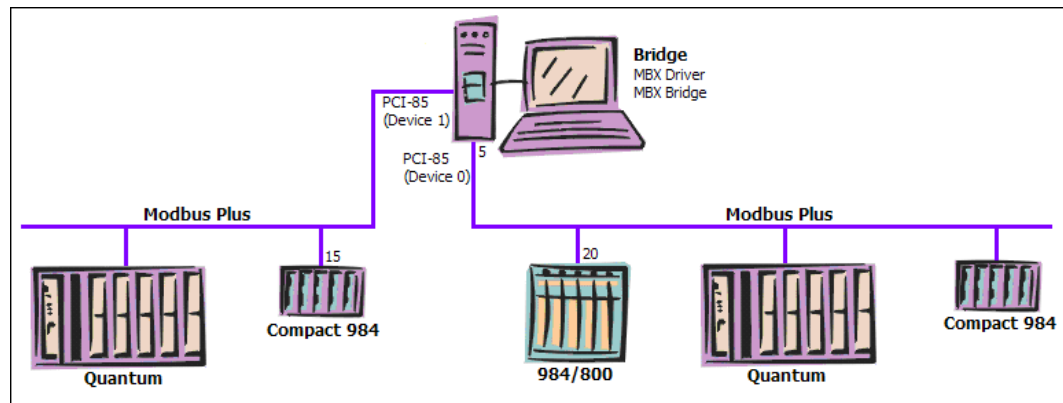 Bridge
MBX Driver
MBX Bridge
PCI-85
(Device 1)
5
PCI-85
(Device 0)
Modbus Plus
Modbus Plus
15
20
Compact 984
Compact 984
Quantum
984/800
Quantum